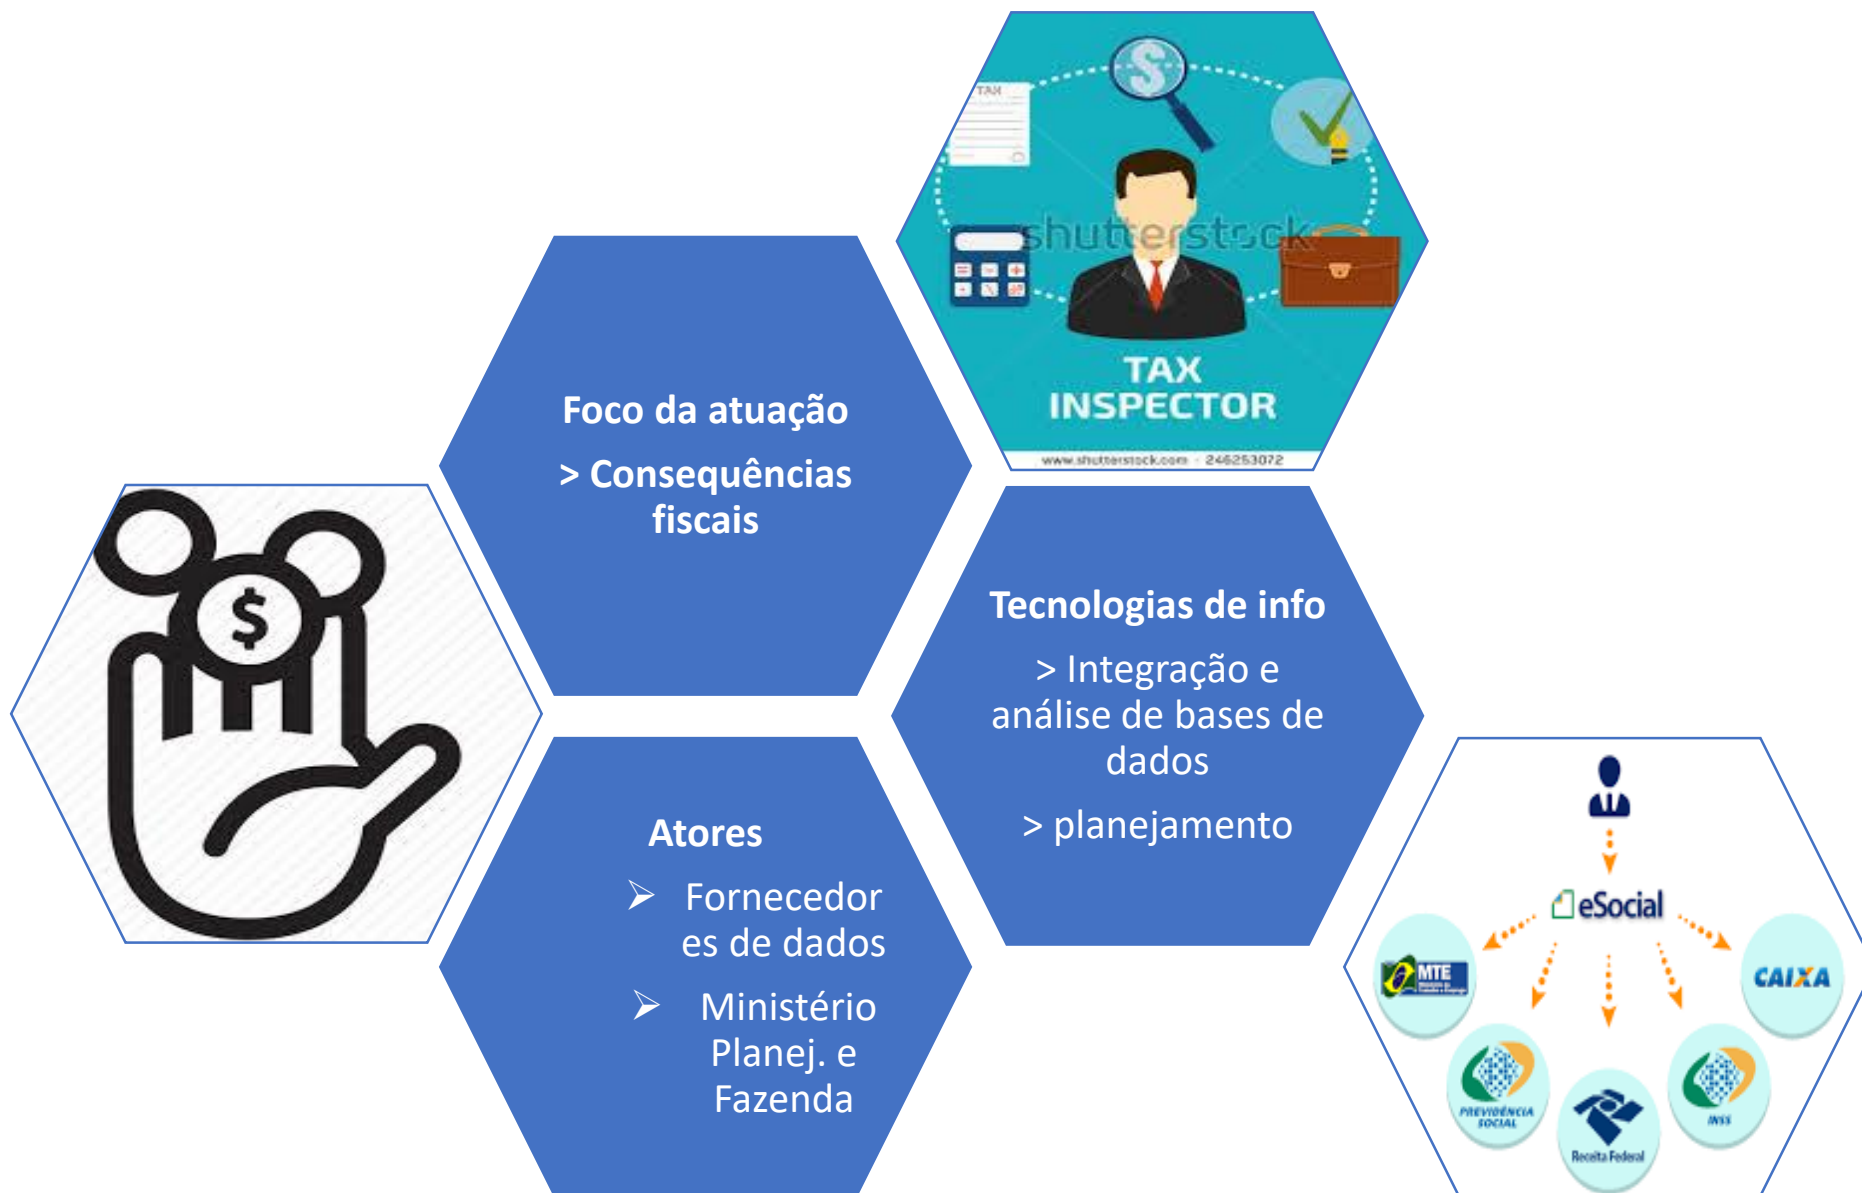 TAX
$
shutterstock
TAX
INSPECTOR
www.shutterstock.com · 246253072
Foco da atuação
> Consequências
fiscais
$
Tecnologias de info
> Integração e
análise de bases de
dados
> planejamento
Atores
➢ Fornecedor
es de dados
➢ Ministério
Planej. e
Fazenda
eSocial
MTE
CAIXA
PREVIDÊNCIA
SOCIAL
INSS
Receita Federal